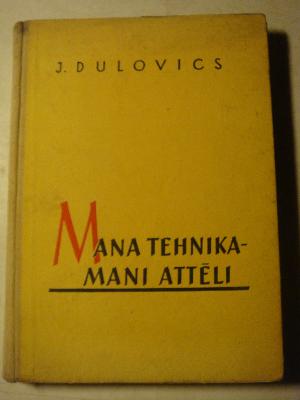 J. DULOVICS
MANA TEHNIKA-
MANI ATTĒLI